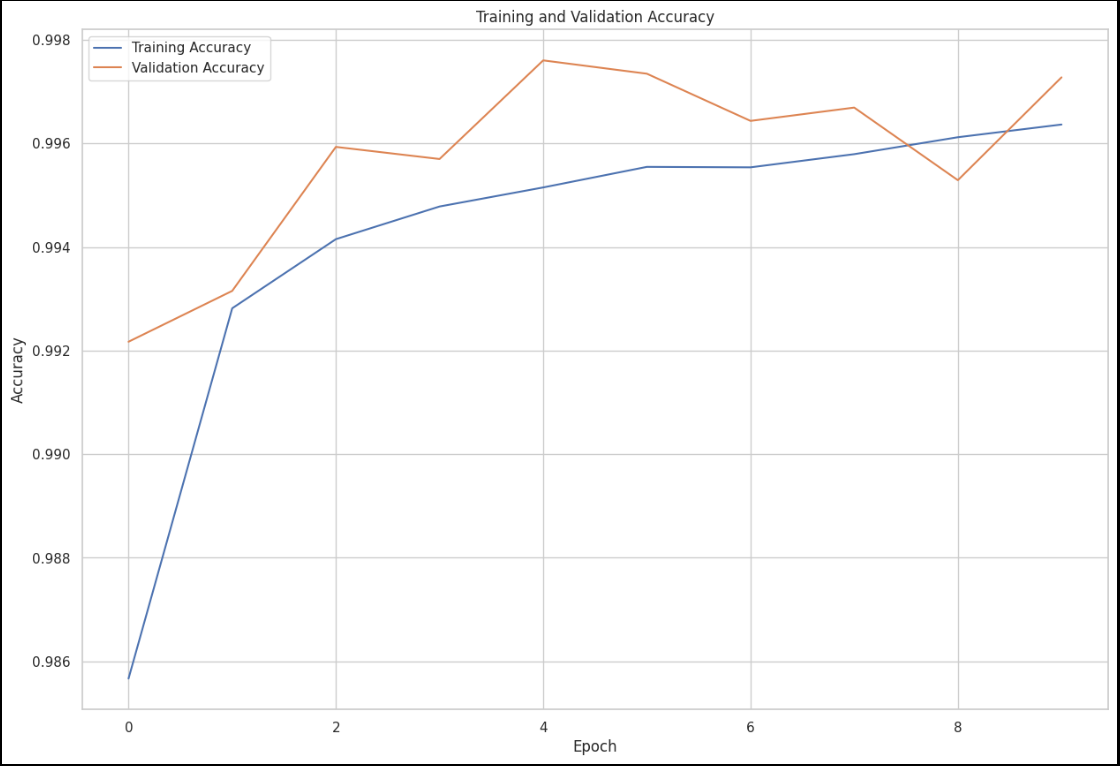 Training and Validation Accuracy
Training Accuracy
Validation Accuracy
0.998
0.996
0.994
0.992
0.990
0.988
0.986
Accuracy
0 2 4 6 8
Epoch